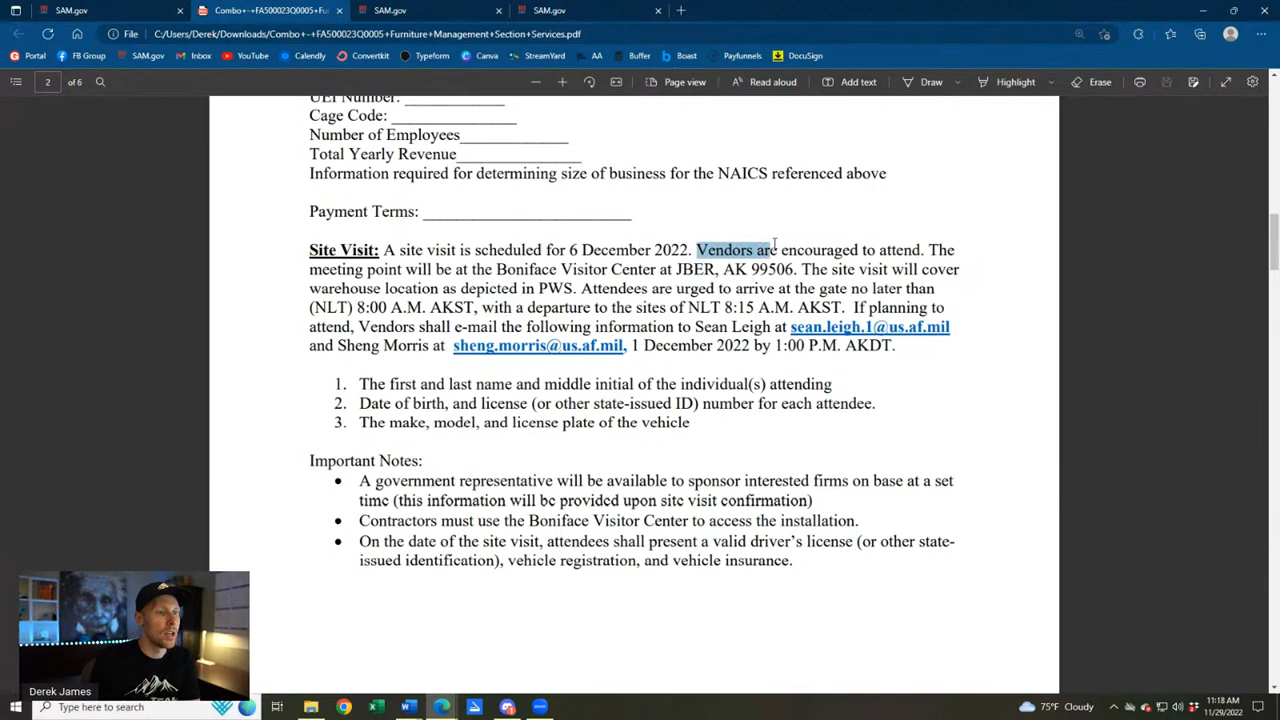 SAM.gov
Combo+-+FA500023Q0005+Fur
SAM.gov
SAM.gov
File
C:/Users/Derek/Downloads/Combo+-+FA500023Q0005+Furniture+Management+Section+Services.pdf
Portal
FB Group
SAM.gov
Inbox
YouTube
Calendly
Convertkit
Typeform
Canva
StreamYard
AA
Buffer
Boast
Payfunnels
DocuSign
2 of 6
Page view
Read aloud
Add text
Draw
Highlight
Erase
UEI Number: ____________
Cage Code: _______________
Number of Employees_____________
Total Yearly Revenue_______________
Information required for determining size of business for the NAICS referenced above
Payment Terms: _________________________
Site Visit: A site visit is scheduled for 6 December 2022. Vendors are encouraged to attend. The
meeting point will be at the Boniface Visitor Center at JBER, AK 99506. The site visit will cover
warehouse location as depicted in PWS. Attendees are urged to arrive at the gate no later than
(NLT) 8:00 A.M. AKST, with a departure to the sites of NLT 8:15 A.M. AKST. If planning to
attend, Vendors shall e-mail the following information to Sean Leigh at sean.leigh.1@us.af.mil
and Sheng Morris at sheng.morris@us.af.mil, 1 December 2022 by 1:00 P.M. AKDT.
1. The first and last name and middle initial of the individual(s) attending
2. Date of birth, and license (or other state-issued ID) number for each attendee.
3. The make, model, and license plate of the vehicle
Important Notes:
• A government representative will be available to sponsor interested firms on base at a set
time (this information will be provided upon site visit confirmation)
• Contractors must use the Boniface Visitor Center to access the installation.
• On the date of the site visit, attendees shall present a valid driver's license (or other state-
issued identification), vehicle registration, and vehicle insurance.
Derek James
Type here to search
75°F Cloudy
11:18 AM
11/29/2022